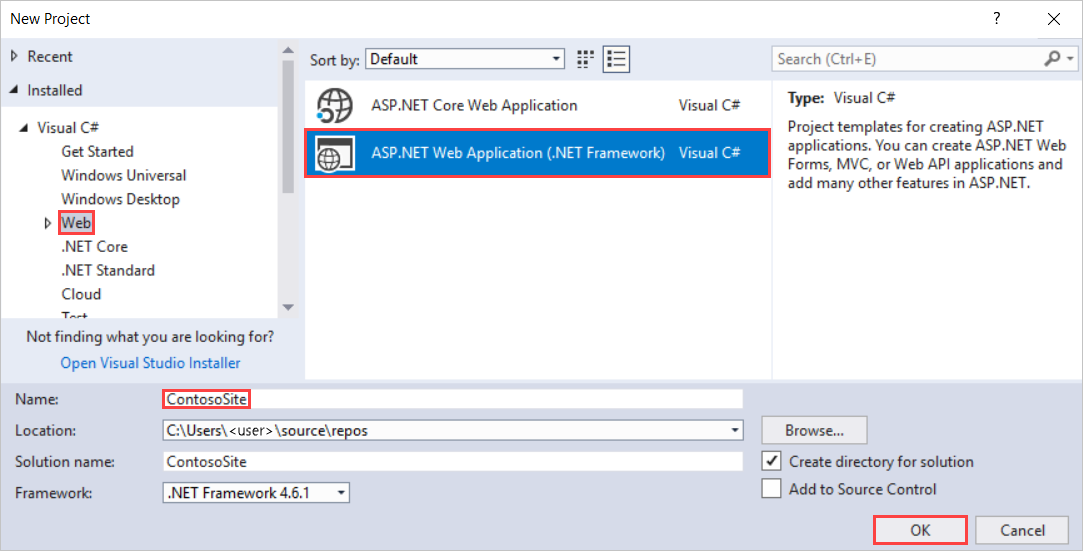 New Project
?
Recent
Installed
Visual C#
Get Started
Windows Universal
Windows Desktop
Web
.NET Core
.NET Standard
Cloud
Test
Not finding what you are looking for?
Open Visual Studio Installer
Sort by: Default
ASP.NET Core Web Application Visual C#
ASP.NET Web Application (.NET Framework) Visual C#
Search (Ctrl+E)
Type: Visual C#
Project templates for creating ASP.NET
applications. You can create ASP.NET Web
Forms, MVC, or Web API applications and
add many other features in ASP.NET.
Name: ContosoSite
Location: C:\Users\<user>\source\repos
Browse...
Solution name: ContosoSite
Create directory for solution
Framework: .NET Framework 4.6.1
Add to Source Control
OK
Cancel